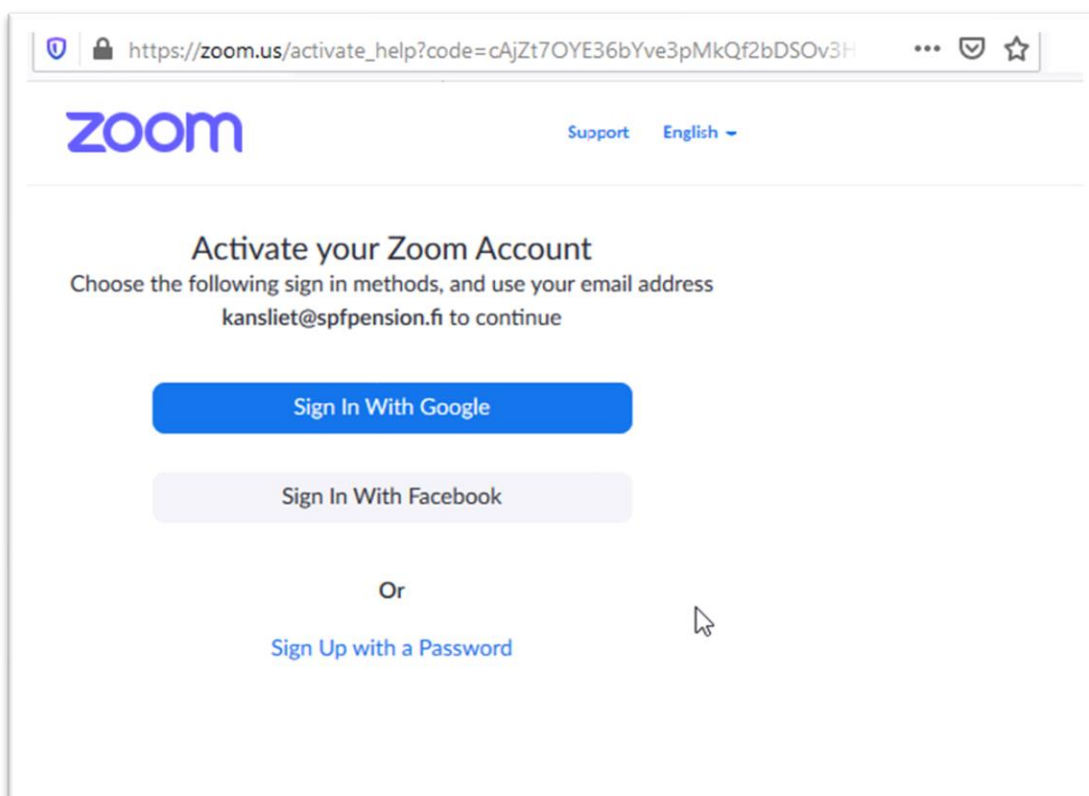 https://zoom.us/activate_help?code=cAjZt7OYE36bYve3pMkQf2bDSOv3H
zoom
Support English
Activate your Zoom Account
Choose the following sign in methods, and use your email address
kansliet@spfpension.fi to continue
Sign In With Google
Sign In With Facebook
Or
Sign Up with a Password